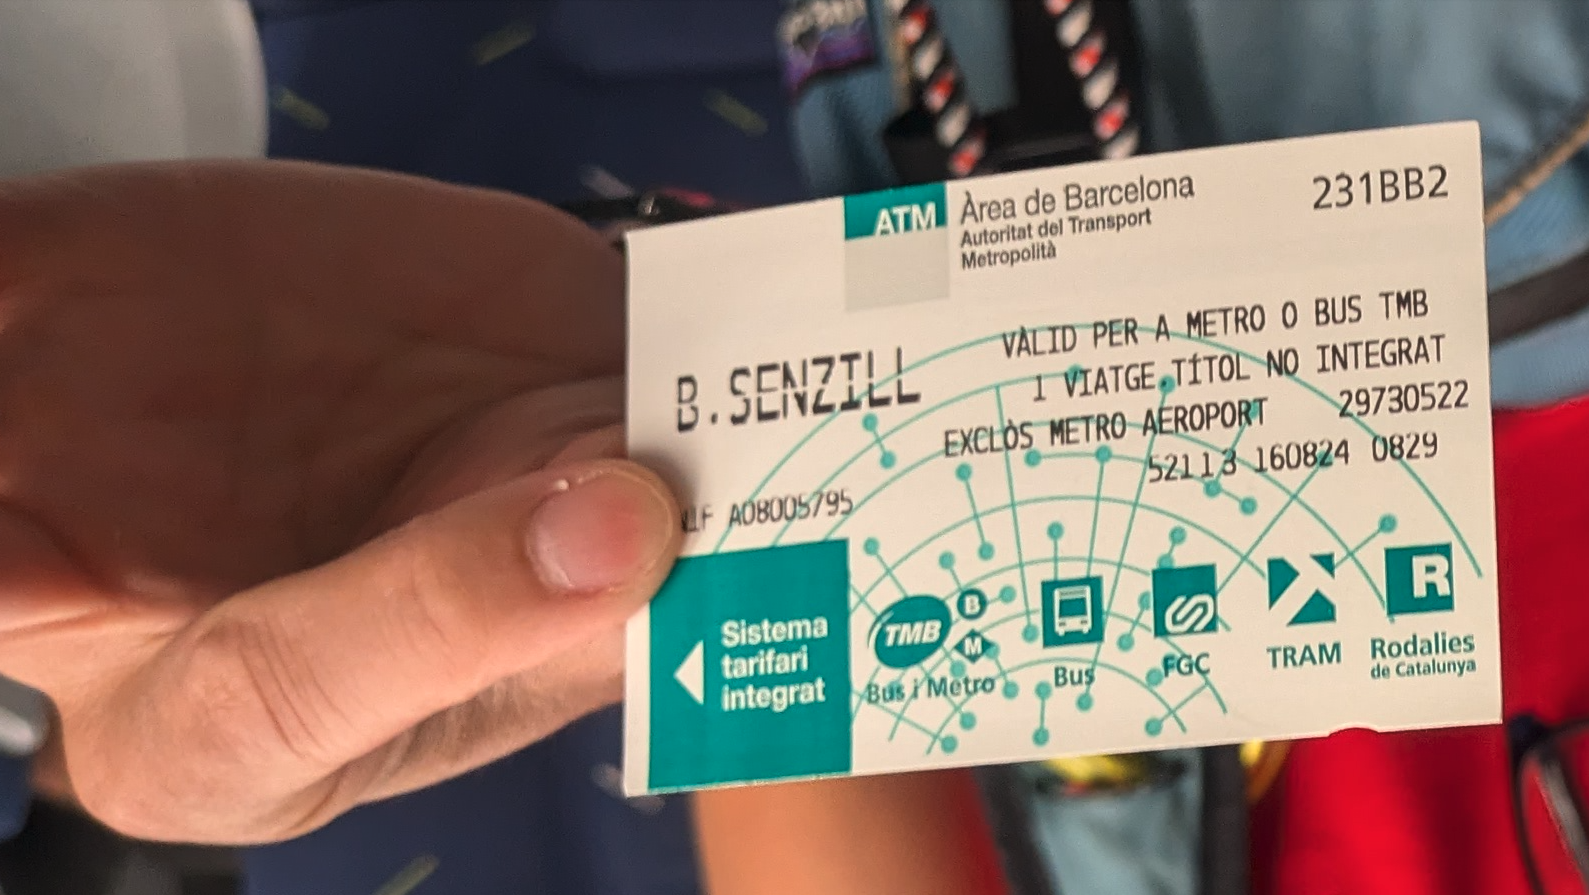 ATM
Àrea de Barcelona
Autoritat del Transport
Metropolità
231BB2
B.SENZILL
VÀLID PER A METRO O BUS TMB
1 VIATGE.TÍTOL NO INTEGRAT
EXCLÒS METRO AEROPORT 29730522
52113 160824 0829
A08005795
Sistema
tarifari
integrat
TMB
B
M
Bus i Metro
Bus
FGC
TRAM
R
Rodalies
de Catalunya